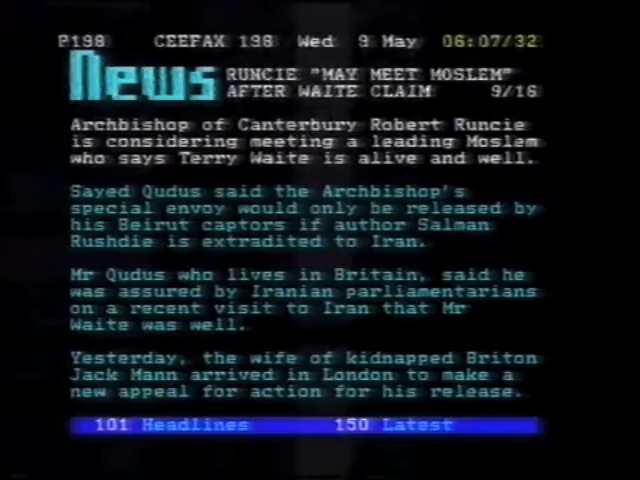 P198 CEEFAX 198 Wed 9 May 06:07/32
News
RUNCIE "MAY MEET MOSLEM"
AFTER WAITE CLAIM 9/16
Archbishop of Canterbury Robert Runcie
is considering meeting a leading Moslem
who says Terry Waite is alive and well.
Sayed Qudus said the Archbishop's
special envoy would only be released by
his Beirut captors if author Salman
Rushdie is extradited to Iran.
Mr Qudus who lives in Britain, said he
was assured by Iranian parliamentarians
on a recent visit to Iran that Mr
Waite was well.
Yesterday, the wife of kidnapped Briton
Jack Mann arrived in London to make a
new appeal for action for his release.
101 Headlines 150 Latest